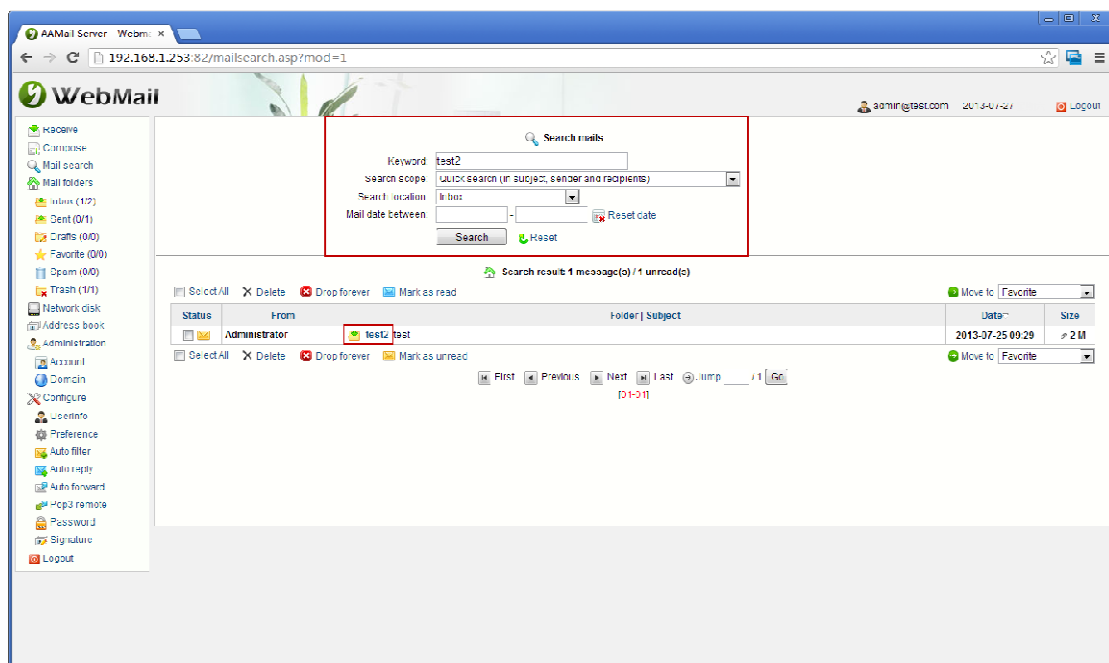 AAMail Server - Webm
192.168.1.253:82/mailsearch.asp?mod=1
WebMail
admin@test.com 2013-07-27 Logout
Receive
Compose
Mail search
Mail folders
Inbox (1/2)
Sent (0/1)
Drafts (0/0)
Favorite (0/0)
Spam (0/0)
Trash (1/1)
Network disk
Address book
Administration
Account
Domain
Configure
Userinfo
Preference
Auto filter
Auto reply
Auto forward
Pop3 remote
Password
Signature
Logout
Search mails
Keyword test2
Search scope Quick search (in subject, sender and recipients)
Search location Inbox
Mail date between - Reset date
Search Reset
Search result: 1 message(s) / 1 unread(s)
Select All Delete Drop forever Mark as read Move to Favorite
Status From Folder | Subject Date Size
Administrator test2 test 2013-07-25 09:29 2 M
Select All Delete Drop forever Mark as unread Move to Favorite
First Previous Next Last Jump / 1 Go
[01-01]